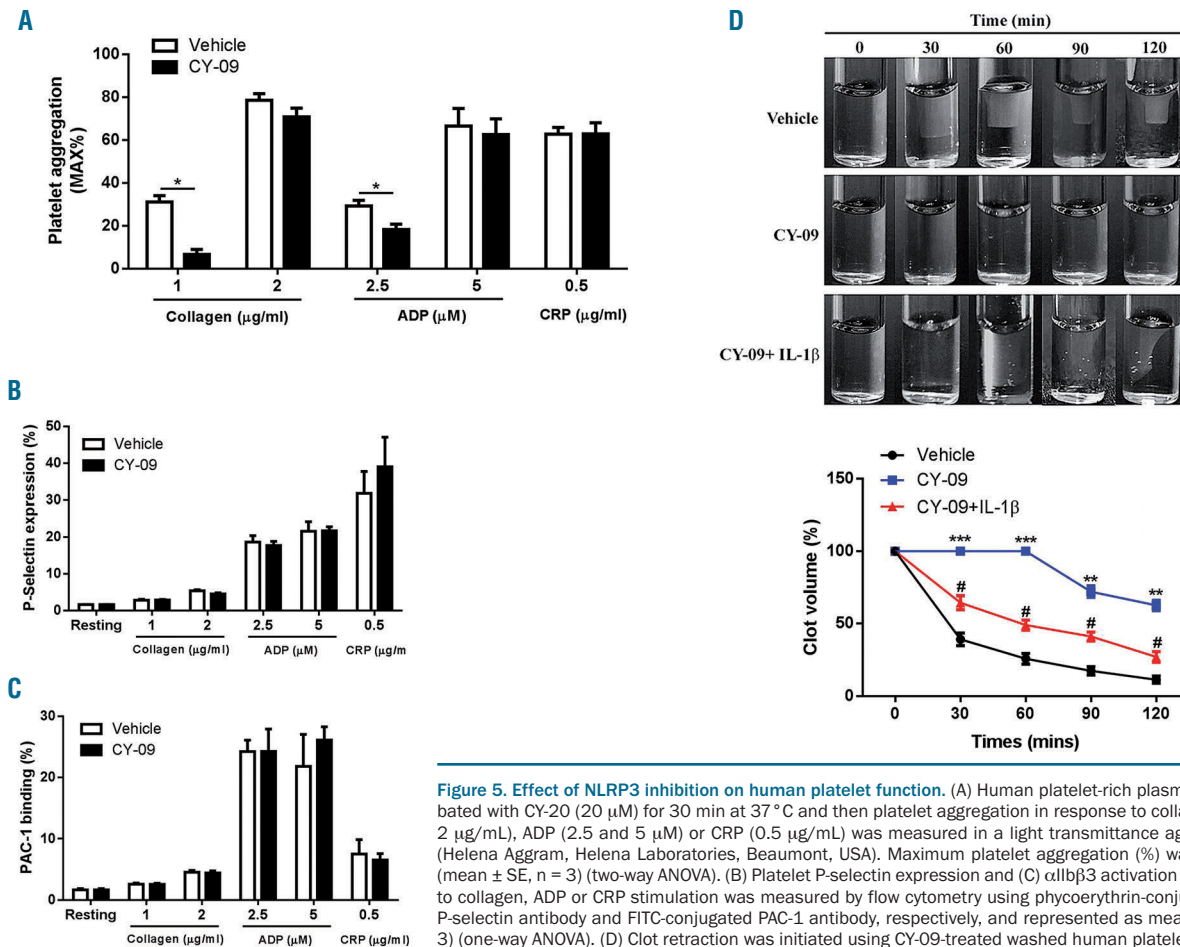 A
Vehicle
CY-09
Platelet aggregation
(MAX%)
100
80
60
40
20
0
*
*
1
2
2.5
5
0.5
Collagen (μg/ml)
ADP (μM)
CRP (μg/ml)
B
Vehicle
CY-09
P-Selectin expression (%)
50
40
30
20
10
0
Resting
1
2
2.5
5
0.5
Collagen (μg/ml)
ADP (μM)
CRP (μg/m
C
Vehicle
CY-09
PAC-1 binding (%)
30
20
10
0
Resting
1
2
2.5
5
0.5
Collagen (μg/ml)
ADP (μM)
CRP (μg/ml)
D
Time (min)
0 30 60 90 120
Vehicle
CY-09
CY-09+ IL-1β
Vehicle
CY-09
CY-09+IL-1β
Clot volume (%)
150
100
50
0
*** *** ** **
# # # #
0 30 60 90 120
Times (mins)
Figure 5. Effect of NLRP3 inhibition on human platelet function. (A) Human platelet-rich plasm
bated with CY-20 (20 μM) for 30 min at 37 °C and then platelet aggregation in response to colla
2 μg/mL), ADP (2.5 and 5 μM) or CRP (0.5 μg/mL) was measured in a light transmittance ag
(Helena Aggram, Helena Laboratories, Beaumont, USA). Maximum platelet aggregation (%) wa
(mean ± SE, n = 3) (two-way ANOVA). (B) Platelet P-selectin expression and (C) αIIbβ3 activation
to collagen, ADP or CRP stimulation was measured by flow cytometry using phycoerythrin-conju
P-selectin antibody and FITC-conjugated PAC-1 antibody, respectively, and represented as mea
3) (one-way ANOVA). (D) Clot retraction was initiated using CY-09-treated washed human platele